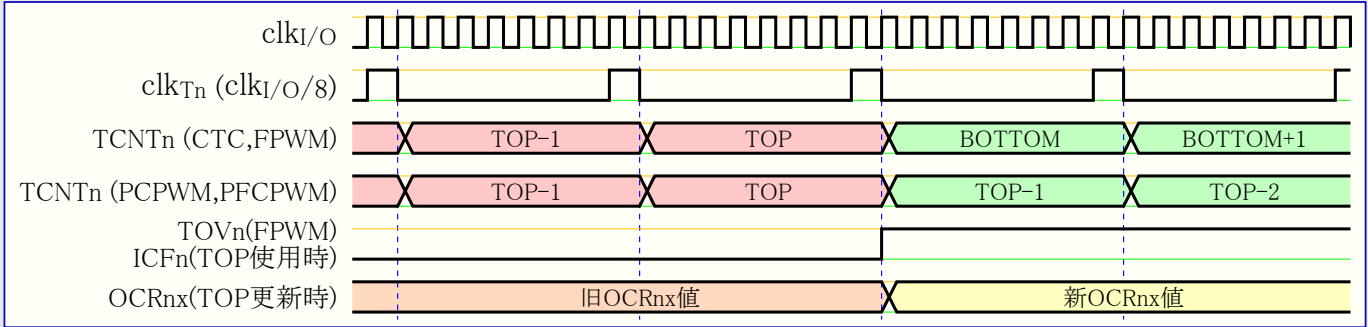 clkI/O
clkTn (clkI/O/8)
TCNTn (CTC,FPWM) TOP-1 TOP BOTTOM BOTTOM+1
TCNTn (PCPWM,PFCPWM) TOP-1 TOP TOP-1 TOP-2
TOVn(FPWM)
ICFn(TOP使用時)
OCRnx(TOP更新時) 旧OCRnx値 新OCRnx値